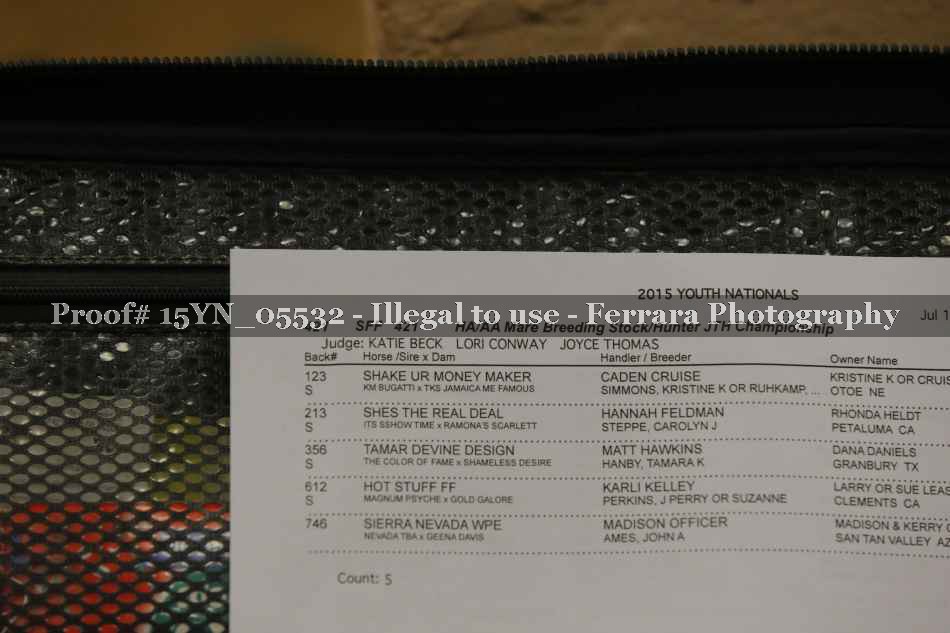 2015 YOUTH NATIONALS
Jul 1
Proof# 15YN_05532 - Illegal to use - Ferrara Photography
421 SFF 421 HA/AA Mare Breeding Stock/Hunter JTH Championship
Judge: KATIE BECK LORI CONWAY JOYCE THOMAS
Back# Horse /Sire x Dam Handler / Breeder Owner Name
123 SHAKE UR MONEY MAKER CADEN CRUISE KRISTINE K OR CRUIS
S KM BUGATTI x TKS JAMAICA ME FAMOUS SIMMONS, KRISTINE K OR RUHKAMP, ... OTOE NE
213 SHES THE REAL DEAL HANNAH FELDMAN RHONDA HELDT
S ITS SSHOW TIME x RAMONA'S SCARLETT STEPPE, CAROLYN J PETALUMA CA
356 TAMAR DEVINE DESIGN MATT HAWKINS DANA DANIELS
S THE COLOR OF FAME x SHAMELESS DESIRE HANBY, TAMARA K GRANBURY TX
612 HOT STUFF FF KARLI KELLEY LARRY OR SUE LEAS
S MAGNUM PSYCHE x GOLD GALORE PERKINS, J PERRY OR SUZANNE CLEMENTS CA
746 SIERRA NEVADA WPE MADISON OFFICER MADISON & KERRY
NEVADA TBA x GEENA DAVIS AMES, JOHN A SAN TAN VALLEY AZ
Count: 5